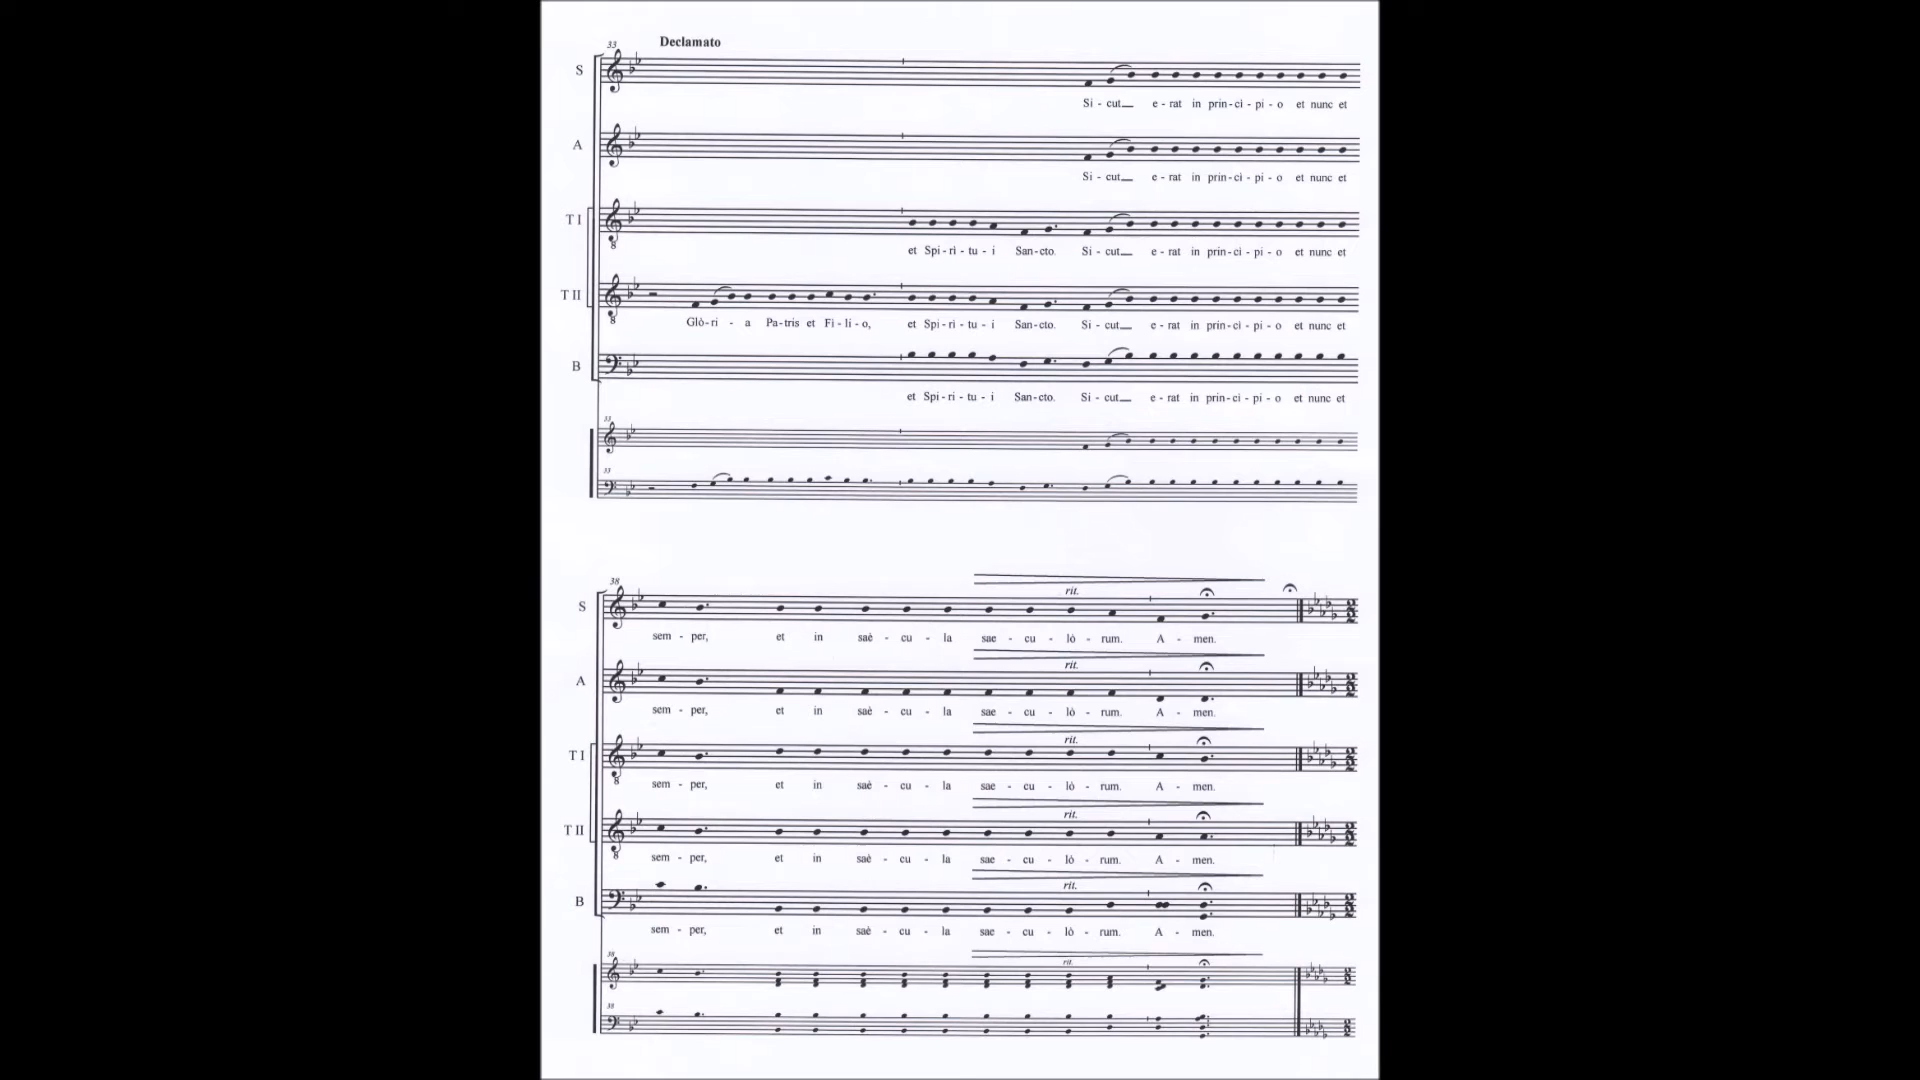 Declamato
33
S
Si - cut e - rat in prin - ci - pi - o et nunc et
A
Si - cut e - rat in prin - ci - pi - o et nunc et
T I
8
et Spi - ri - tu - i San - cto. Si - cut e - rat in prin - ci - pi - o et nunc et
T II
8
Glò - ri - a Pa - tris et Fi - li - o, et Spi - ri - tu - i San - cto. Si - cut e - rat in prin - ci - pi - o et nunc et
B
et Spi - ri - tu - i San - cto. Si - cut e - rat in prin - ci - pi - o et nunc et
33
33
38
rit.
S
sem - per, et in saè - cu - la sae - cu - lò - rum. A - men.
rit.
A
sem - per, et in saè - cu - la sae - cu - lò - rum. A - men.
rit.
T I
8
sem - per, et in saè - cu - la sae - cu - lò - rum. A - men.
rit.
T II
8
sem - per, et in saè - cu - la sae - cu - lò - rum. A - men.
rit.
B
sem - per, et in saè - cu - la sae - cu - lò - rum. A - men.
38
rit.
38